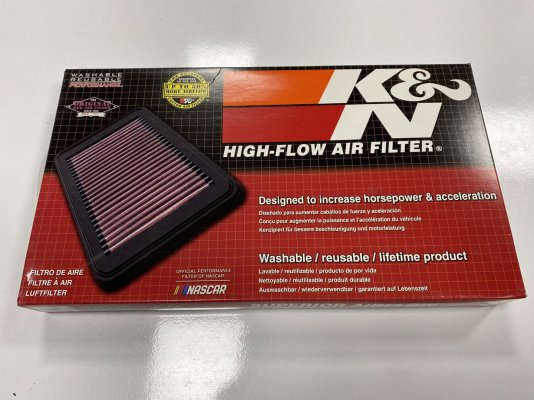 WASHABLE
REUSABLE
PERFORMANCE
ORIGINAL
UP TO 50%
MORE AIRFLOW
K&N
K&N
HIGH-FLOW AIR FILTER®
Designed to increase horsepower & acceleration
Diseñado para aumentar caballos de fuerza y aceleración
Conçu pour augmenter la puissance et l'accélération du véhicule
Konzipiert für bessere beschleunigung und motorleistung
Washable / reusable / lifetime product
Lavable / reutilizable / producto de por vida
Nettoyable / réutilisable / produit durable
Auswaschbar / wiederverwendbar / garantiert auf Lebenszeit
FILTRO DE AIRE
FILTRE À AIR
LUFTFILTER
OFFICIAL PERFORMANCE
FILTER OF NASCAR
NASCAR